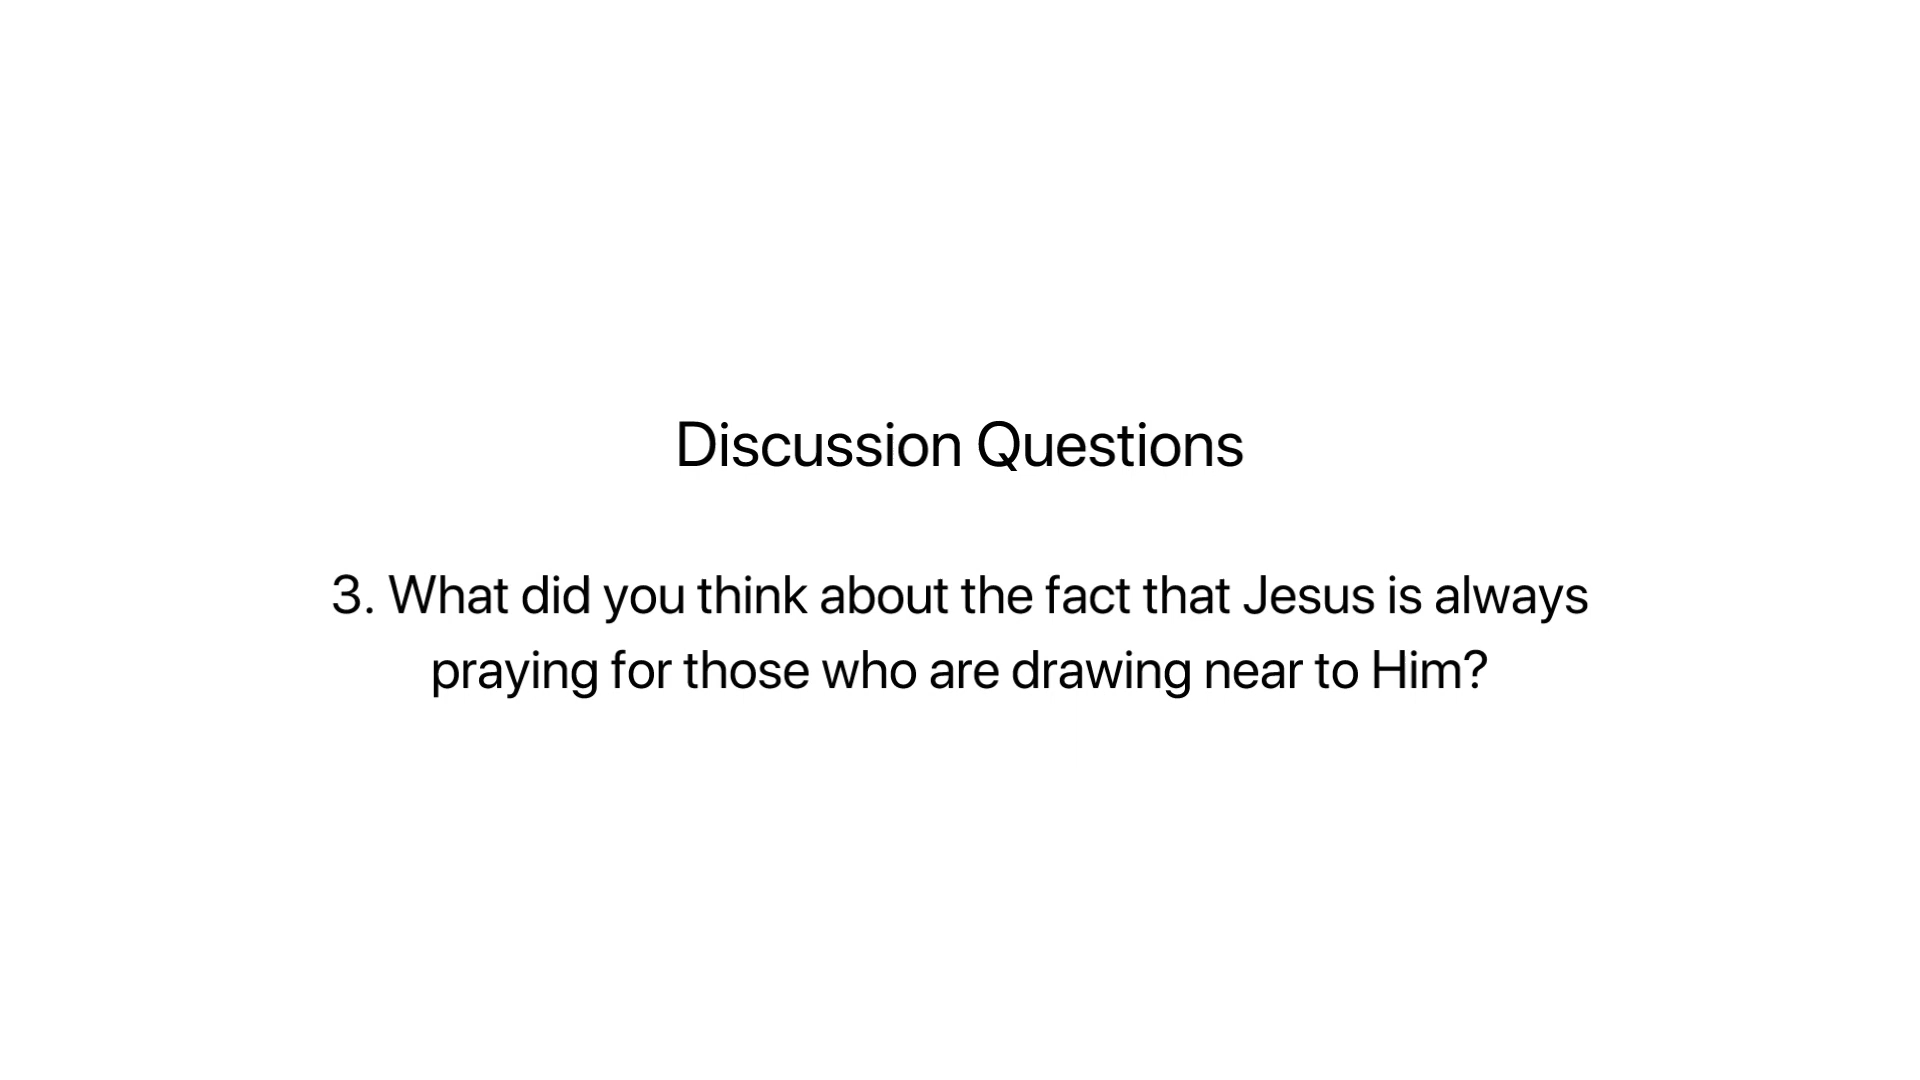 Discussion Questions
3. What did you think about the fact that Jesus is always
praying for those who are drawing near to Him?